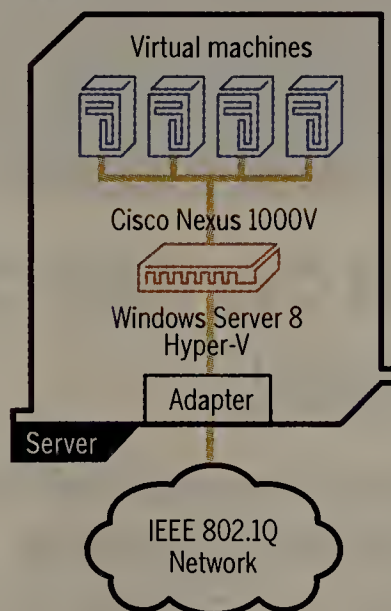 Virtual machines
Cisco Nexus 1000V
Windows Server 8
Hyper-V
Adapter
Server
IEEE 802.1Q
Network